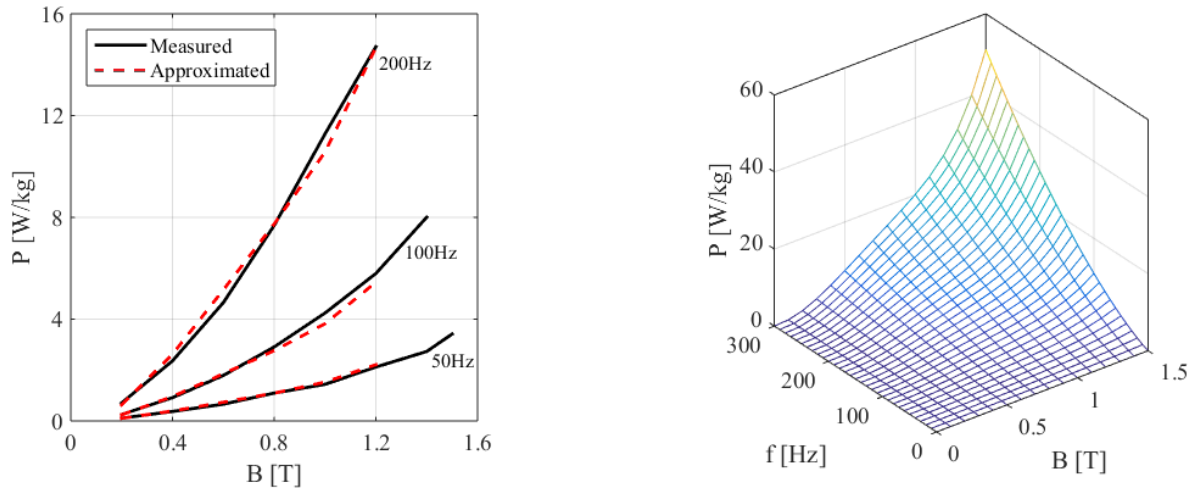 16
12
8
4
0
P [W/kg]
Measured
Approximated
200Hz
100Hz
50Hz
0
0.4
0.8
1.2
1.6
B [T]
60
40
20
0
P [W/kg]
300
200
100
0
f [Hz]
0
0.5
1
1.5
B [T]